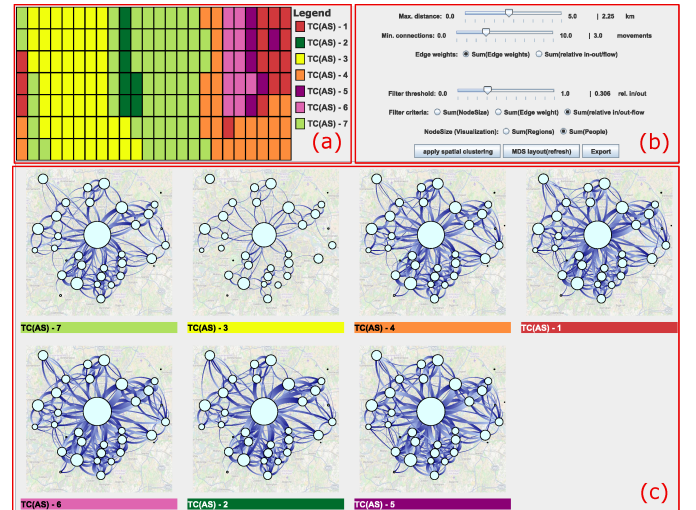 Legend
TC(AS) - 1
TC(AS) - 2
TC(AS) - 3
TC(AS) - 4
TC(AS) - 5
TC(AS) - 6
TC(AS) - 7
(a)
Max. distance: 0.0 5.0 | 2.25 km
Min. connections: 0.0 10.0 | 3.0 movements
Edge weights: Sum(Edge weights) Sum(relative in-out/flow)
Filter threshold: 0.0 1.0 | 0.306 rel. in/out
Filter criteria: Sum(NodeSize) Sum(Edge weight) Sum(relative in-out-flow
NodeSize (Visualization): Sum(Regions) Sum(People)
apply spatial clustering MDS layout(refresh) Export
(b)
TC(AS) - 7 TC(AS) - 3 TC(AS) - 4 TC(AS) - 1
TC(AS) - 6 TC(AS) - 2 TC(AS) - 5
(c)